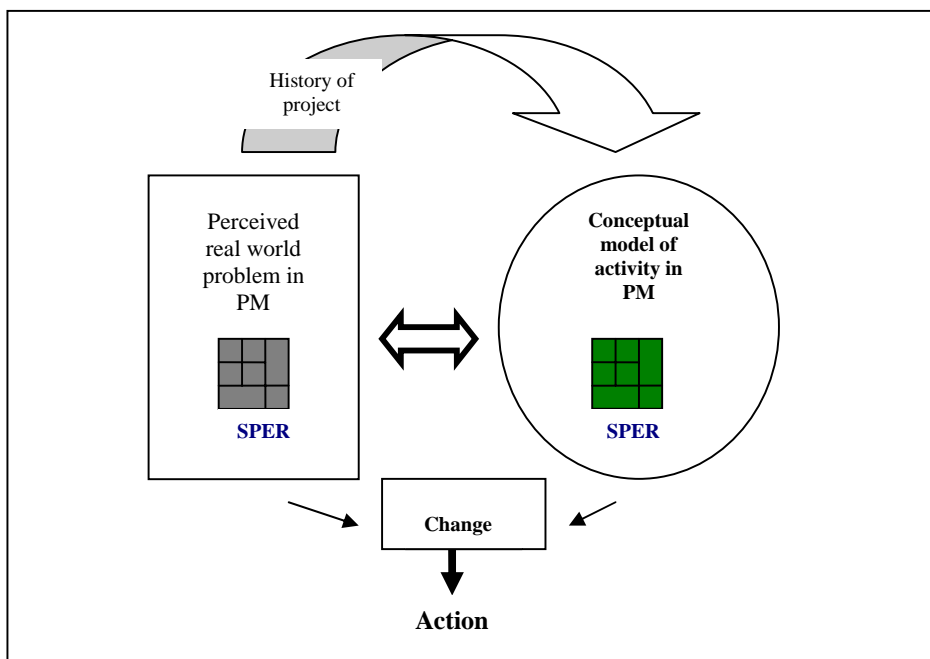 History of
project
Perceived
real world
problem in
PM
SPER
Conceptual
model of
activity in
PM
SPER
Change
Action